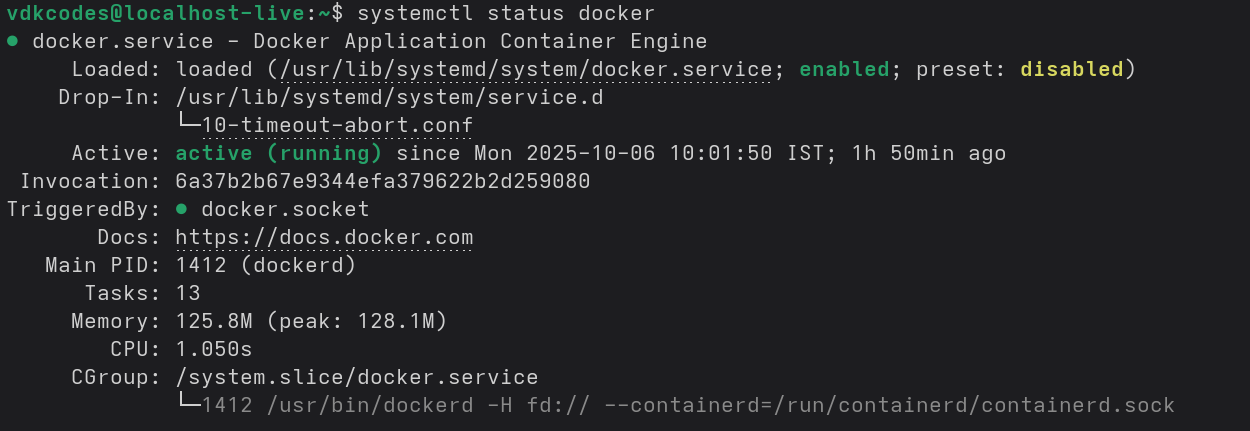 vdkcodes@localhost-live:~$ systemctl status docker
● docker.service - Docker Application Container Engine
Loaded: loaded (/usr/lib/systemd/system/docker.service; enabled; preset: disabled)
Drop-In: /usr/lib/systemd/system/service.d
└─10-timeout-abort.conf
Active: active (running) since Mon 2025-10-06 10:01:50 IST; 1h 50min ago
Invocation: 6a37b2b67e9344efa379622b2d259080
TriggeredBy: ● docker.socket
Docs: https://docs.docker.com
Main PID: 1412 (dockerd)
Tasks: 13
Memory: 125.8M (peak: 128.1M)
CPU: 1.050s
CGroup: /system.slice/docker.service
└─1412 /usr/bin/dockerd -H fd:// --containerd=/run/containerd/containerd.sock